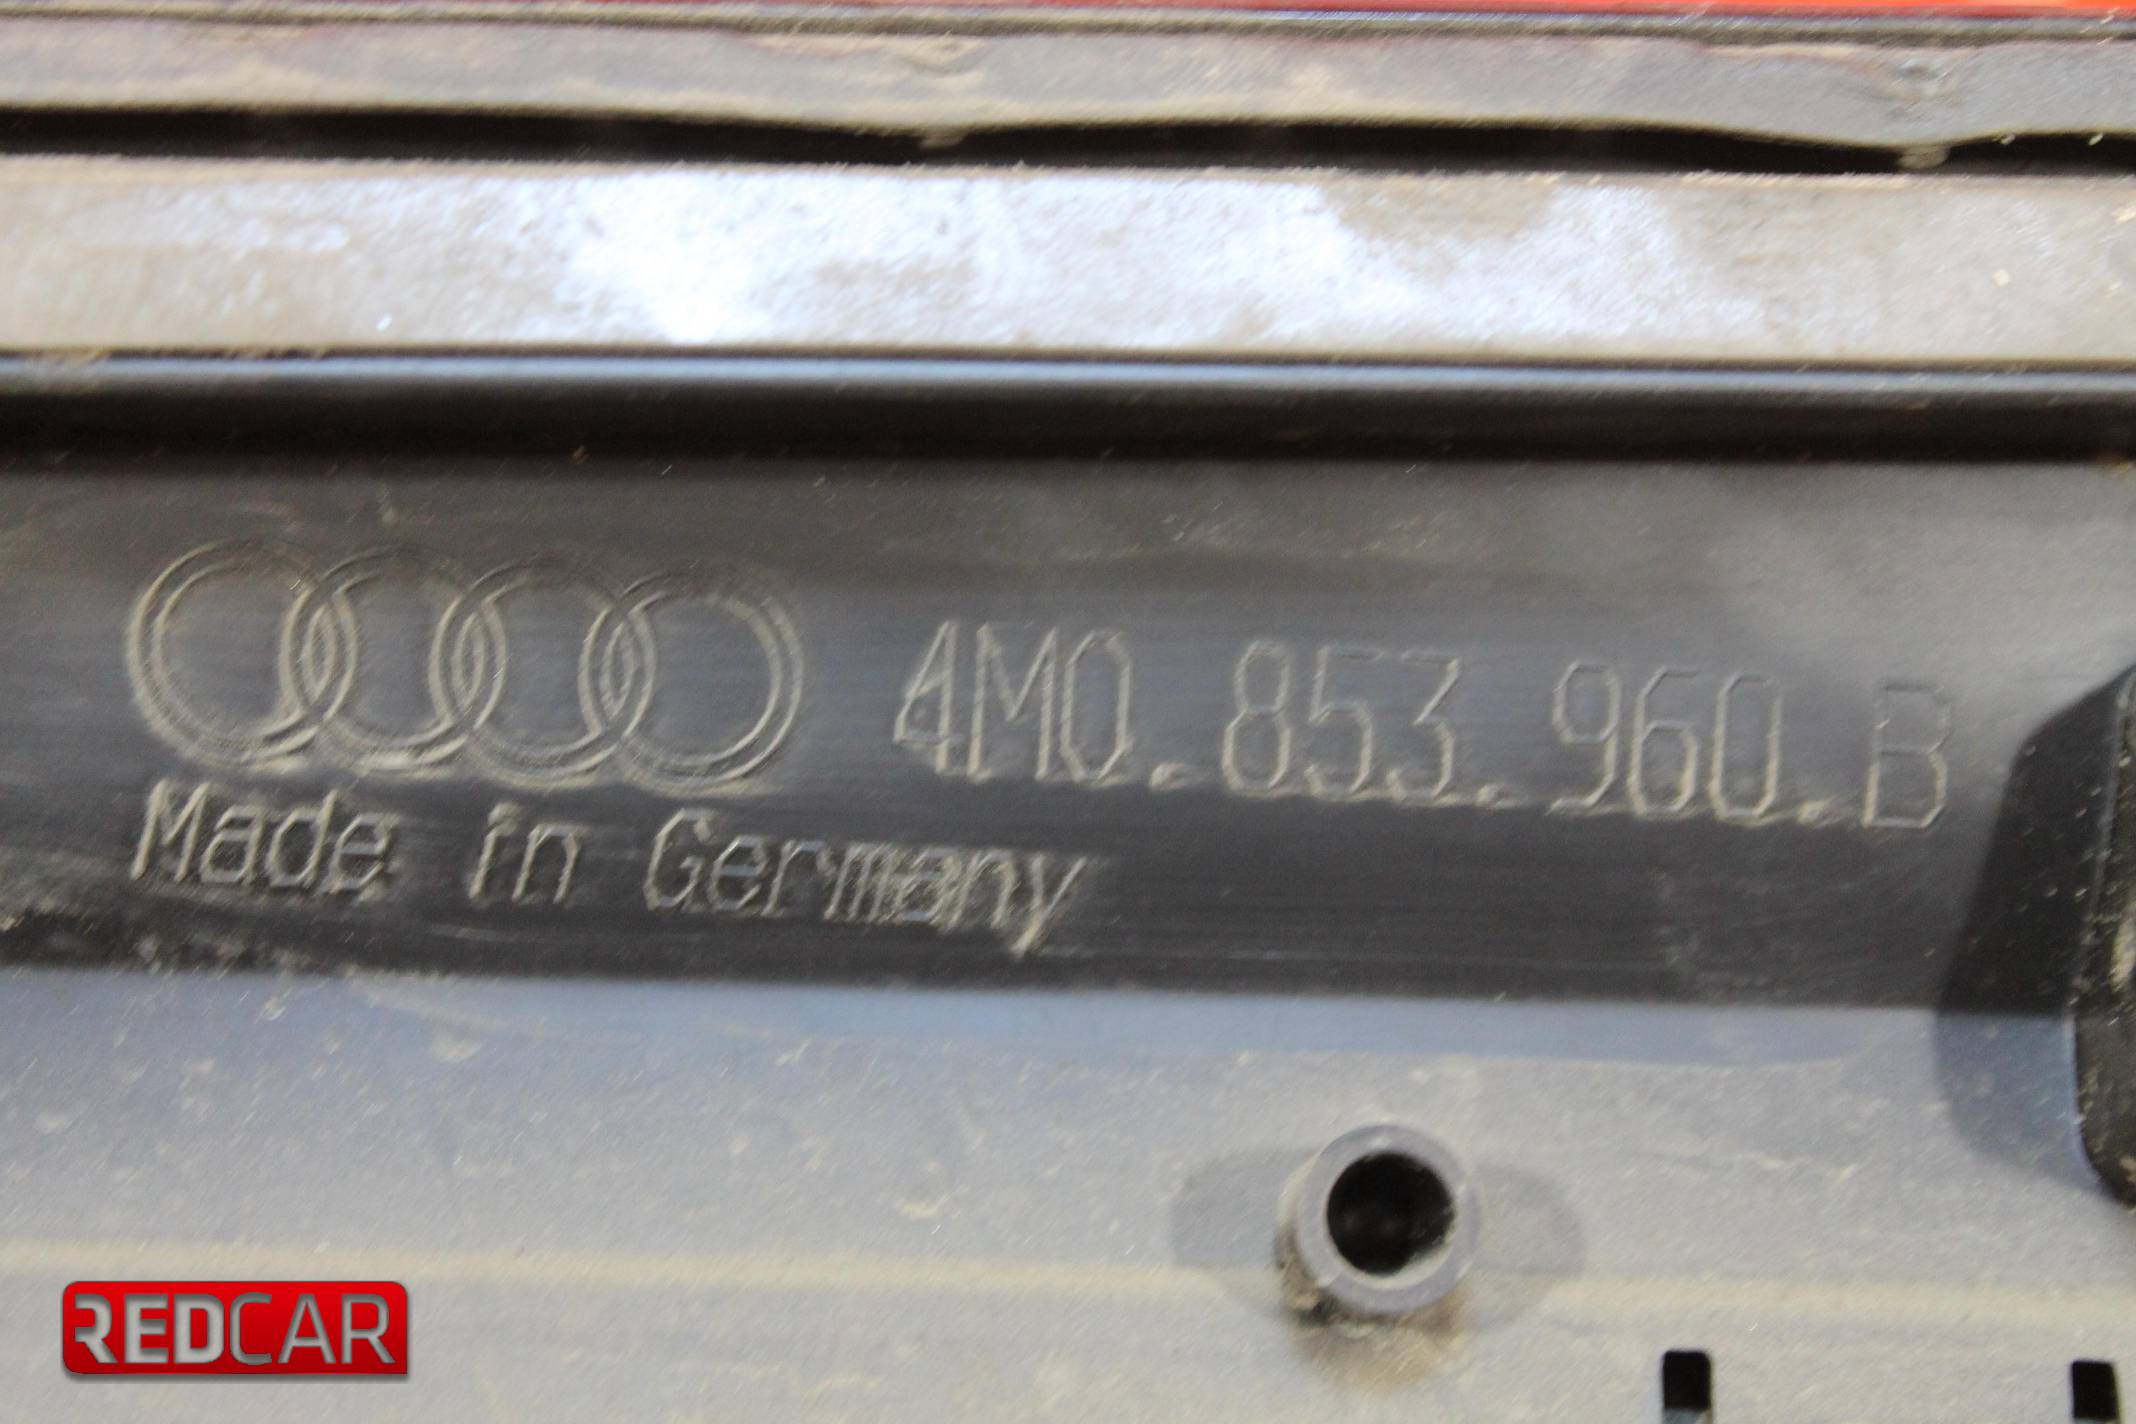 4M0.853.960.B
Made in Germany
REDCAR